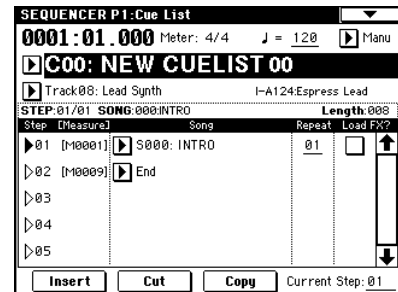 SEQUENCER P1:Cue List
0001:01.000 Meter: 4/4 ♩= 120 Manu
C00: NEW CUELIST 00
Track08: Lead Synth I-A124:Espress Lead
STEP:01/01 SONG:000:INTRO Length:008
Step [Measure] Song Repeat Load FX?
01 [M0001] S000: INTRO 01
02 [M0009] End
03
04
05
Insert Cut Copy Current Step: 01